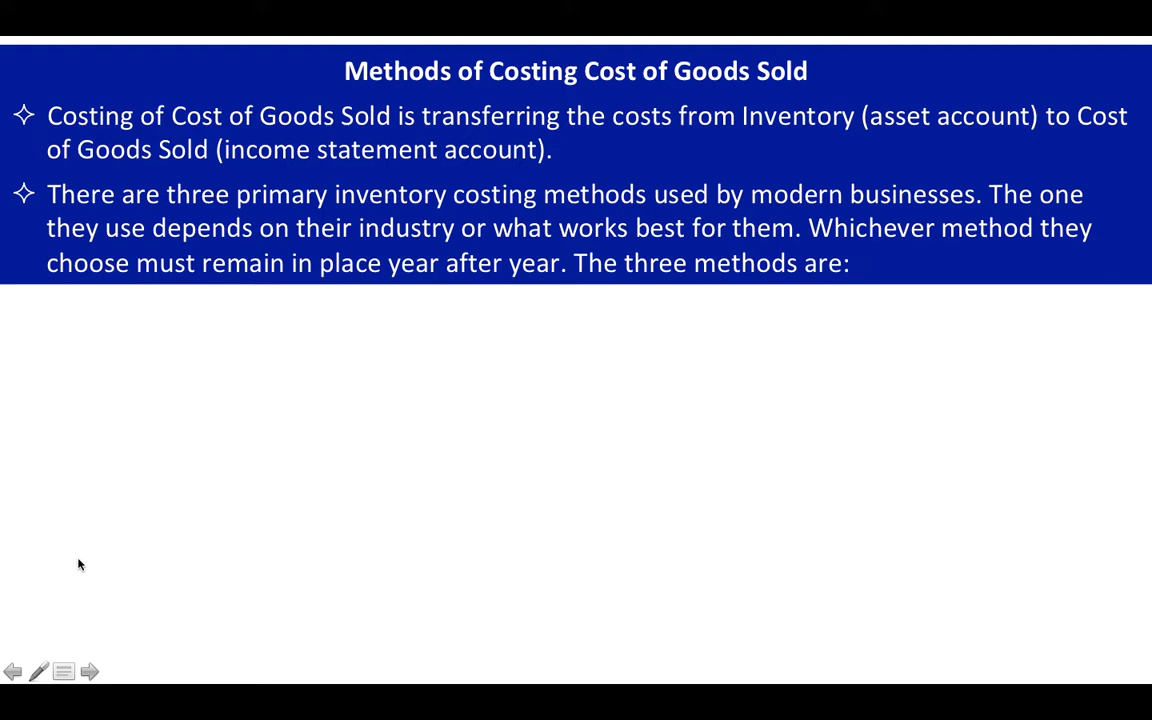 Methods of Costing Cost of Goods Sold
✧ Costing of Cost of Goods Sold is transferring the costs from Inventory (asset account) to Cost
of Goods Sold (income statement account).
✧ There are three primary inventory costing methods used by modern businesses. The one
they use depends on their industry or what works best for them. Whichever method they
choose must remain in place year after year. The three methods are: